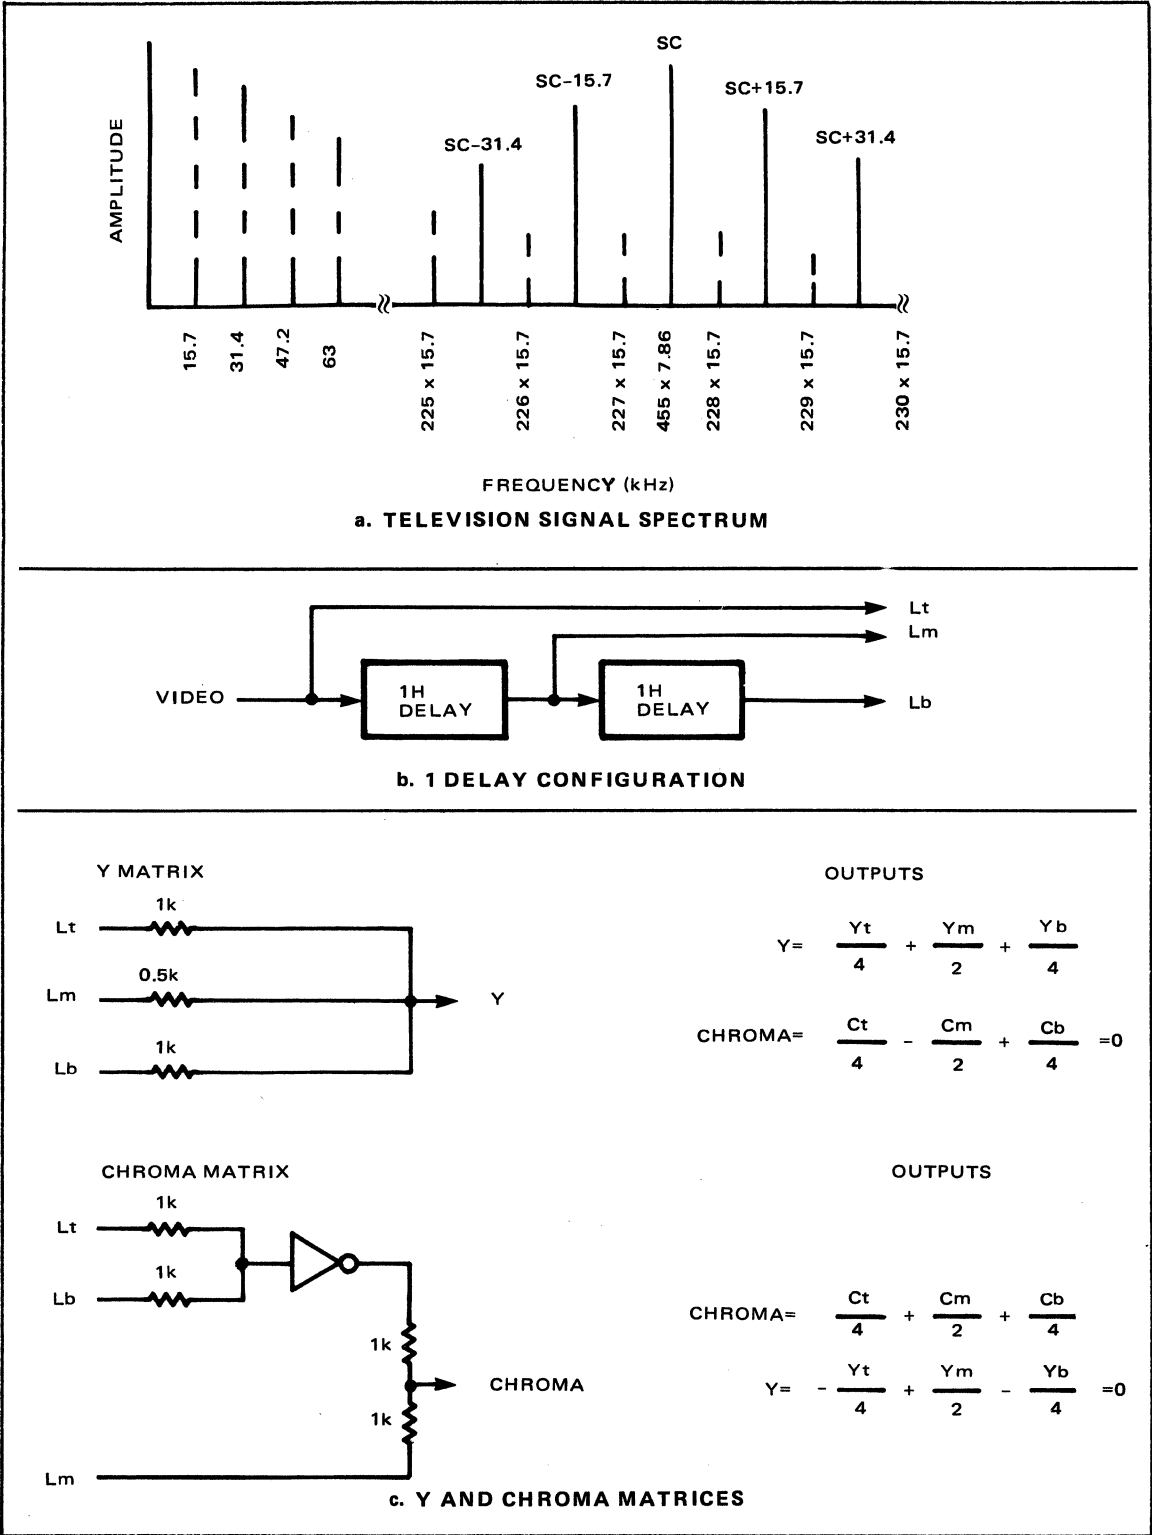 SC
SC–15.7
SC+15.7
SC–31.4
SC+31.4
AMPLITUDE
15.7
31.4
47.2
63
225 x 15.7
226 x 15.7
227 x 15.7
455 x 7.86
228 x 15.7
229 x 15.7
230 x 15.7
FREQUENCY (kHz)
a. TELEVISION SIGNAL SPECTRUM
Lt
Lm
VIDEO
1H DELAY
1H DELAY
Lb
b. 1 DELAY CONFIGURATION
Y MATRIX
1k
Lt
0.5k
Lm
Y
1k
Lb
OUTPUTS
Y= Yt/4 + Ym/2 + Yb/4
CHROMA= Ct/4 - Cm/2 + Cb/4 =0
CHROMA MATRIX
1k
Lt
1k
Lb
1k
CHROMA
1k
Lm
OUTPUTS
CHROMA= Ct/4 + Cm/2 + Cb/4
Y= - Yt/4 + Ym/2 - Yb/4 =0
c. Y AND CHROMA MATRICES